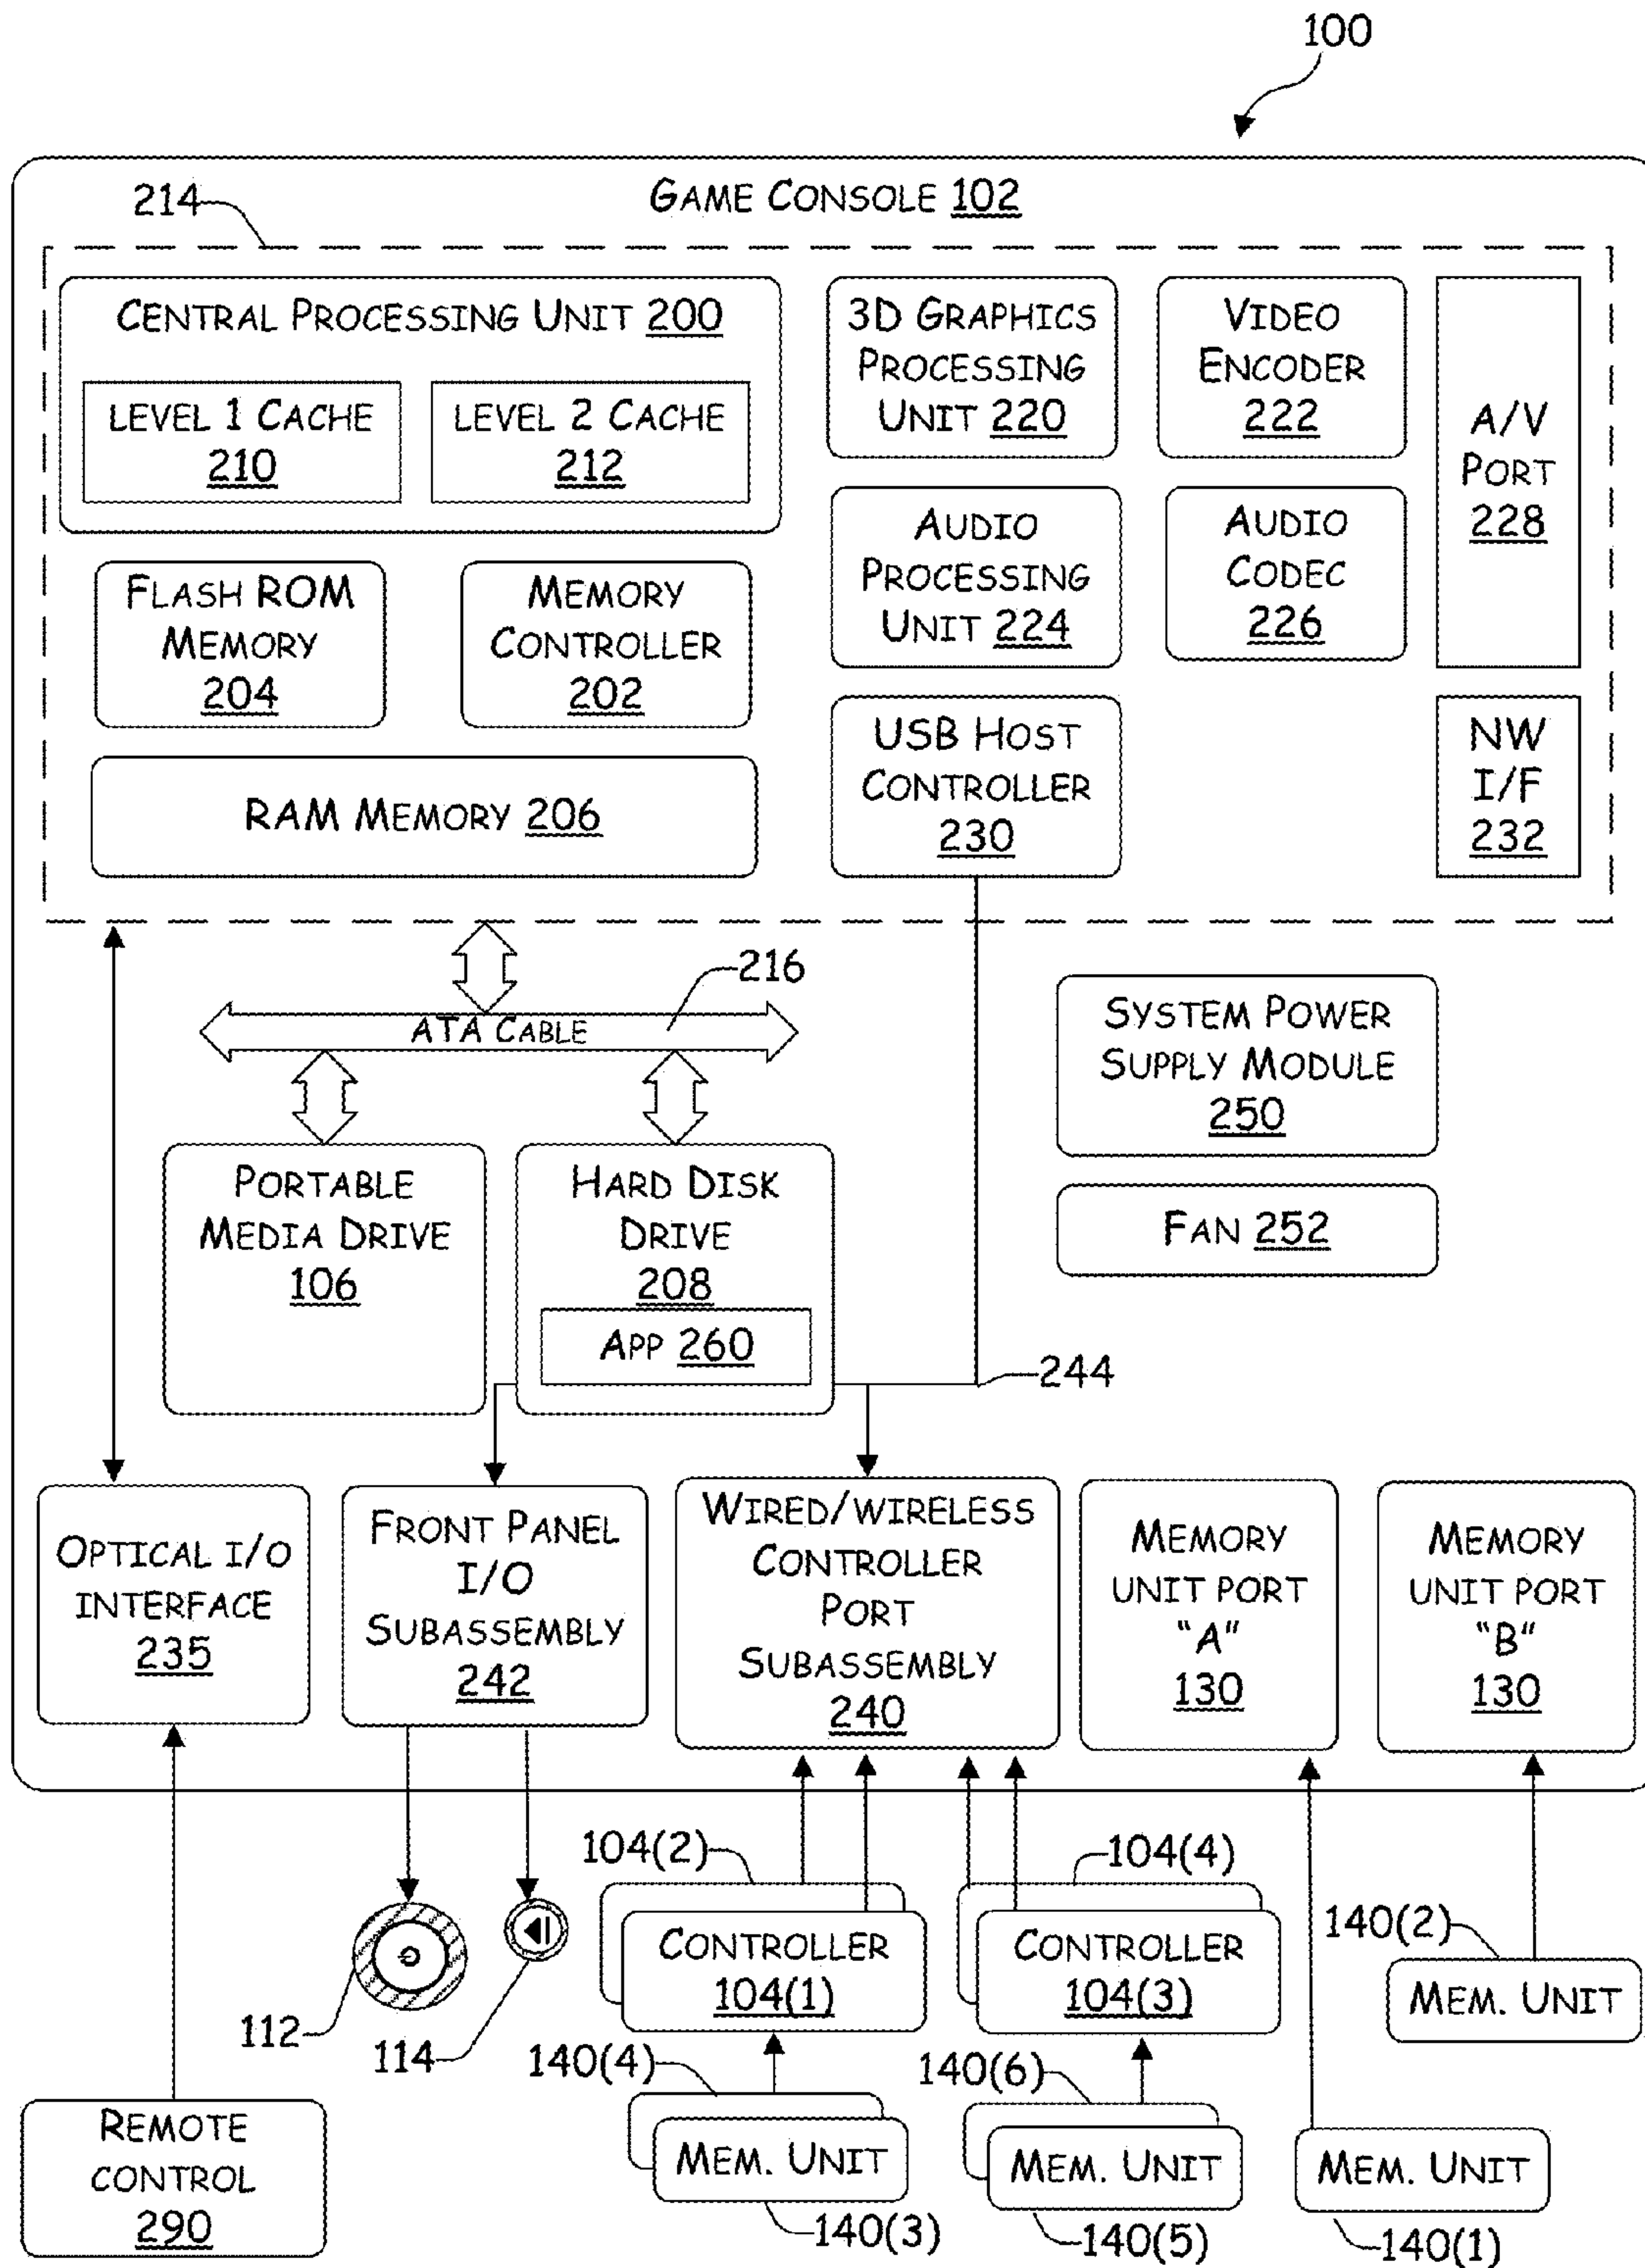 100
GAME CONSOLE 102
214
CENTRAL PROCESSING UNIT 200
LEVEL 1 CACHE
210
LEVEL 2 CACHE
212
3D GRAPHICS
PROCESSING
UNIT 220
VIDEO
ENCODER
222
A/V
PORT
228
AUDIO
PROCESSING
UNIT 224
AUDIO
CODEC
226
FLASH ROM
MEMORY
204
MEMORY
CONTROLLER
202
USB HOST
CONTROLLER
230
NW
I/F
232
RAM MEMORY 206
216
ATA CABLE
SYSTEM POWER
SUPPLY MODULE
250
PORTABLE
MEDIA DRIVE
106
HARD DISK
DRIVE
208
APP 260
FAN 252
244
OPTICAL I/O
INTERFACE
235
FRONT PANEL
I/O
SUBASSEMBLY
242
WIRED/WIRELESS
CONTROLLER
PORT
SUBASSEMBLY
240
MEMORY
UNIT PORT
“A”
130
MEMORY
UNIT PORT
“B”
130
104(2)
104(4)
CONTROLLER
104(1)
CONTROLLER
104(3)
140(2)
MEM. UNIT
112
114
140(4)
140(6)
REMOTE
CONTROL
290
MEM. UNIT
MEM. UNIT
MEM. UNIT
140(3)
140(5)
140(1)